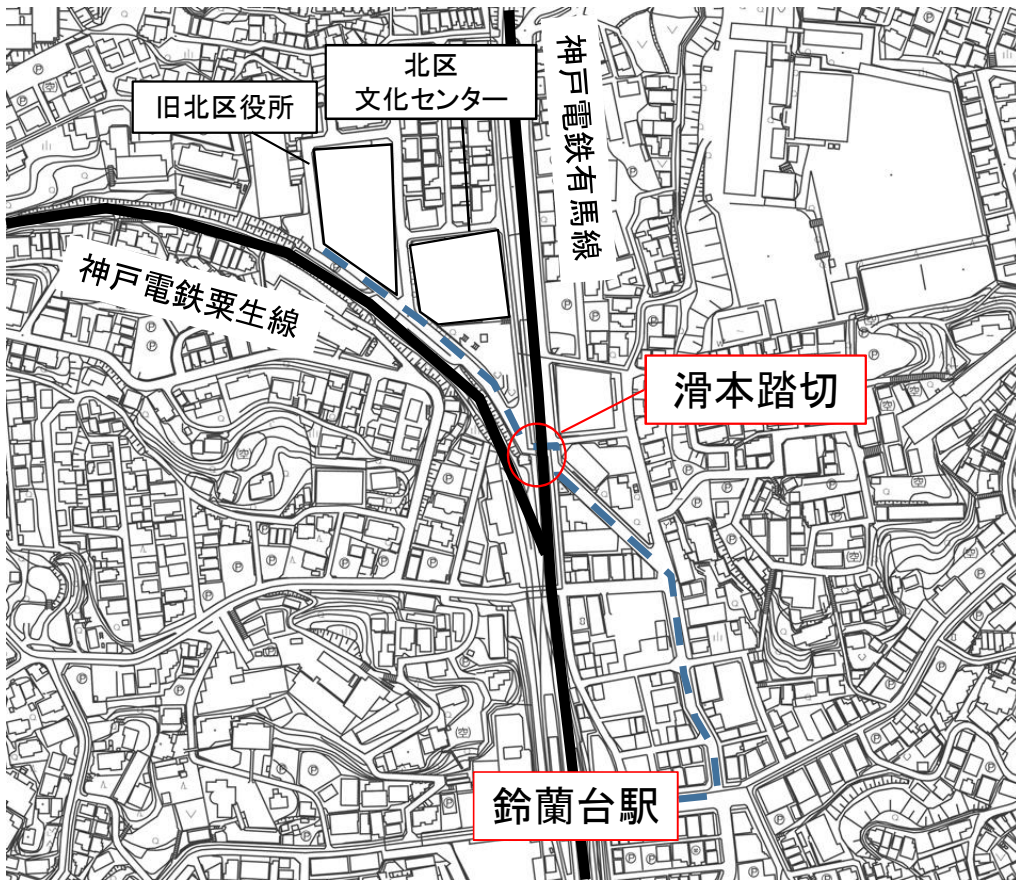 北区
文化センター
旧北区役所
神戸電鉄有馬線
神戸電鉄粟生線
滑本踏切
鈴蘭台駅